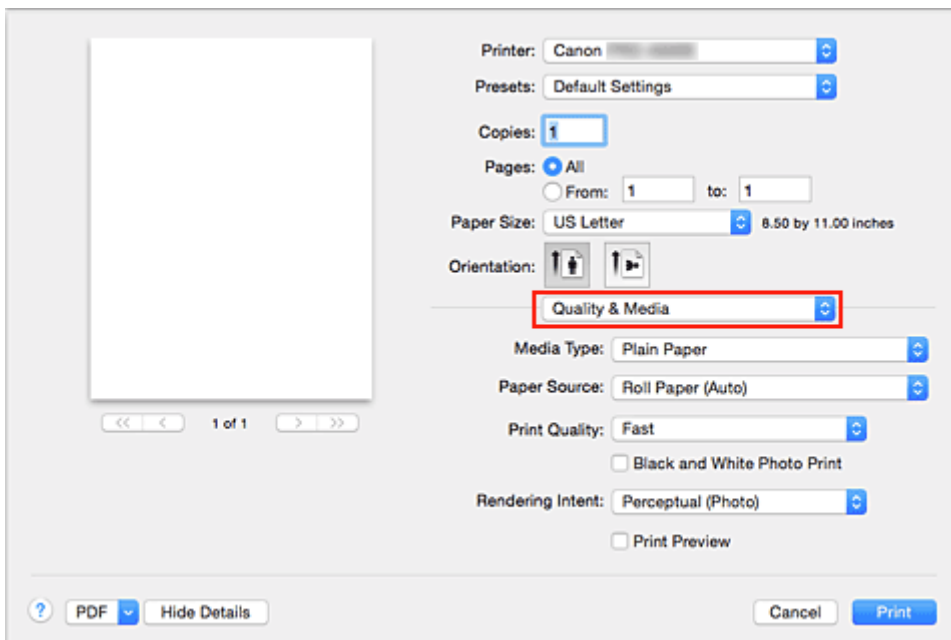 Printer: Canon
Presets: Default Settings
Copies: 1
Pages: All
From: 1 to: 1
Paper Size: US Letter 8.50 by 11.00 inches
Orientation:
Quality & Media
Media Type: Plain Paper
Paper Source: Roll Paper (Auto)
1 of 1
Print Quality: Fast
Black and White Photo Print
Rendering Intent: Perceptual (Photo)
Print Preview
? PDF Hide Details Cancel Print